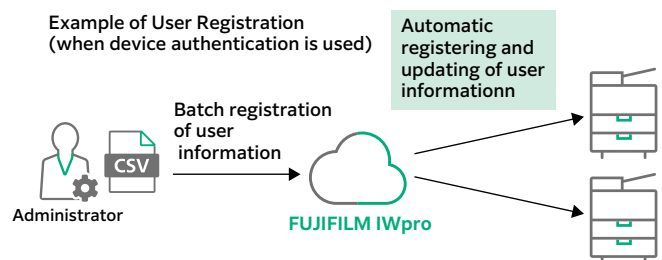 Example of User Registration
(when device authentication is used)
Automatic
registering and
updating of user
informationn
Batch registration
of user
information
CSV
Administrator
FUJIFILM IWpro